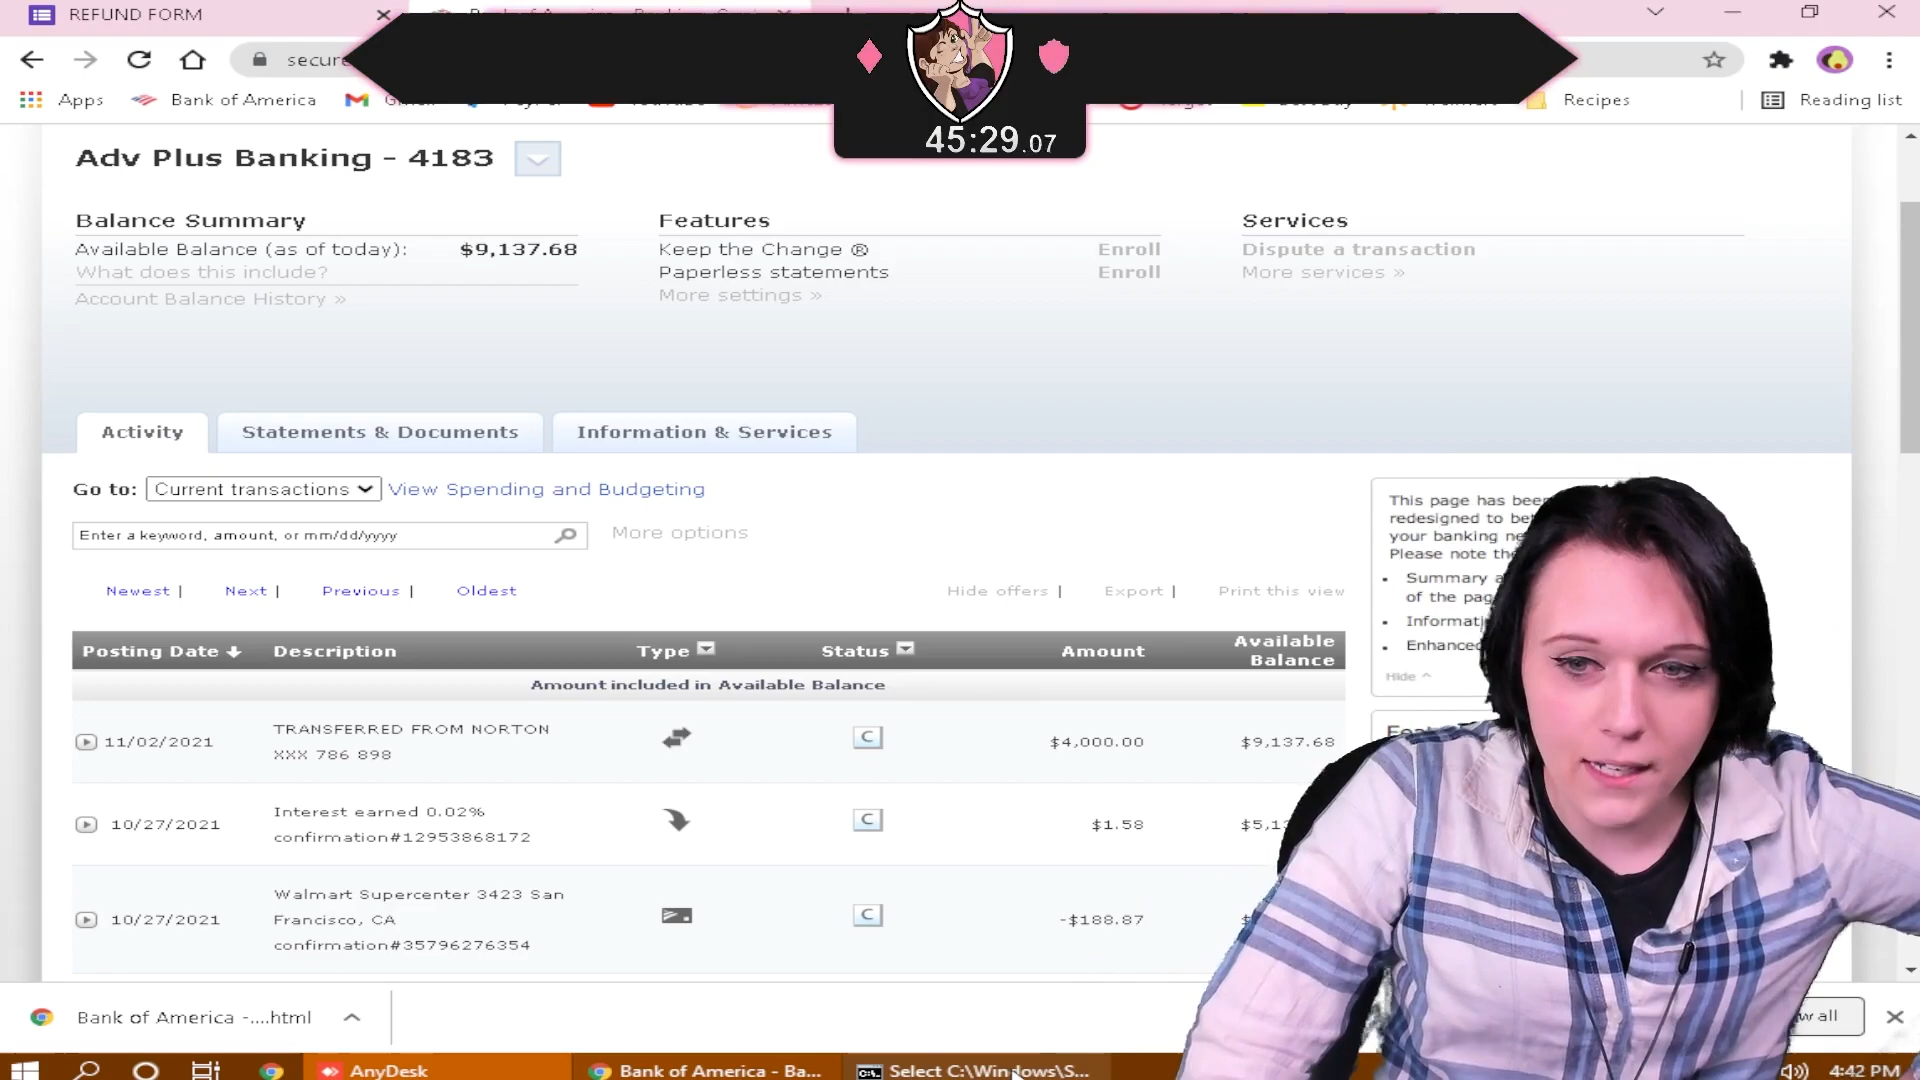 REFUND FORM
secure
45:29.07
Apps
Bank of America
Recipes
Reading list
Adv Plus Banking - 4183
Balance Summary
Available Balance (as of today): $9,137.68
What does this include?
Account Balance History »
Features
Keep the Change ® Enroll
Paperless statements Enroll
More settings »
Services
Dispute a transaction
More services »
Activity
Statements & Documents
Information & Services
Go to: Current transactions View Spending and Budgeting
Enter a keyword, amount, or mm/dd/yyyy
More options
Newest | Next | Previous | Oldest
Hide offers | Export | Print this view
Posting Date Description Type Status Amount Available Balance
Amount included in Available Balance
11/02/2021 TRANSFERRED FROM NORTON XXX 786 898 C $4,000.00 $9,137.68
10/27/2021 Interest earned 0.02% confirmation#12953868172 C $1.58
10/27/2021 Walmart Supercenter 3423 San Francisco, CA confirmation#35796276354 C -$188.87
This page has been
redesigned to
your banking
Please note
Summary
of the
Hide ^
Bank of America -....html
all
AnyDesk
Bank of America - Ba...
Select C:\Windows\S...
4:42 PM